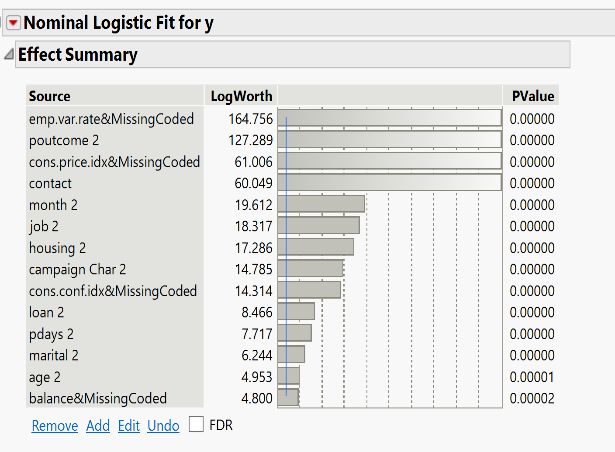 Nominal Logistic Fit for y
Effect Summary
Source LogWorth PValue
emp.var.rate&MissingCoded 164.756 0.00000
poutcome 2 127.289 0.00000
cons.price.idx&MissingCoded 61.006 0.00000
contact 60.049 0.00000
month 2 19.612 0.00000
job 2 18.317 0.00000
housing 2 17.286 0.00000
campaign Char 2 14.785 0.00000
cons.conf.idx&MissingCoded 14.314 0.00000
loan 2 8.466 0.00000
pdays 2 7.717 0.00000
marital 2 6.244 0.00000
age 2 4.953 0.00001
balance&MissingCoded 4.800 0.00002
Remove Add Edit Undo FDR